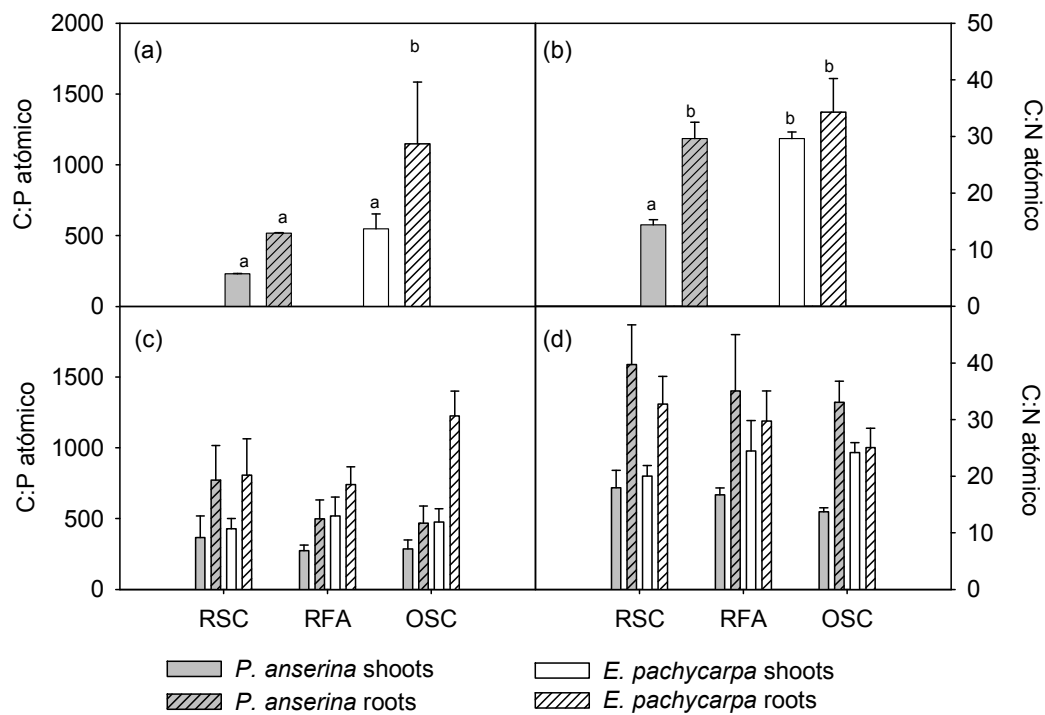 (a)
2000
1500
1000
500
0
C:P atómico
a
a
a
b
(b)
50
40
30
20
10
0
C:N atómico
a
b
b
b
(c)
1500
1000
500
0
C:P atómico
RSC RFA OSC
(d)
40
30
20
10
0
C:N atómico
RSC RFA OSC
P. anserina shoots
P. anserina roots
E. pachycarpa shoots
E. pachycarpa roots